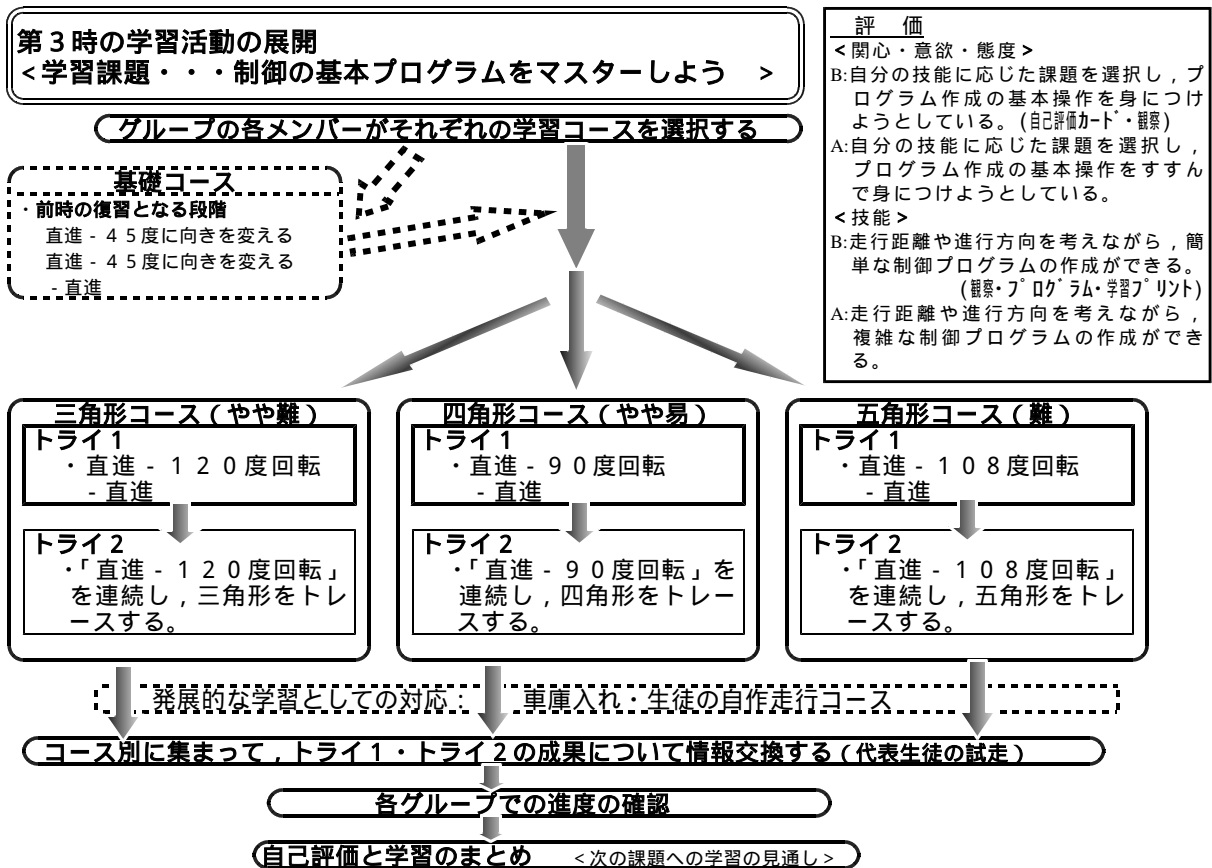 第３時の学習活動の展開
＜学習課題・・・制御の基本プログラムをマスターしよう　＞
グループの各メンバーがそれぞれの学習コースを選択する
基礎コース
・前時の復習となる段階
直進 - ４５度に向きを変える
直進 - ４５度に向きを変える
- 直進
評　価
＜関心・意欲・態度＞
B:自分の技能に応じた課題を選択し，プ
ログラム作成の基本操作を身につけ
ようとしている。(自己評価ｶｰﾄﾞ・観察)
A:自分の技能に応じた課題を選択し，
プログラム作成の基本操作をすすん
で身につけようとしている。
＜技能＞
B:走行距離や進行方向を考えながら，簡
単な制御プログラムの作成ができる。
(観察・ﾌﾟﾛｸﾞﾗﾑ・学習ﾌﾟﾘﾝﾄ)
A:走行距離や進行方向を考えながら，
複雑な制御プログラムの作成ができ
る。
三角形コース（やや難）
トライ１
・直進 - １２０度回転
- 直進
トライ２
・「直進 - １２０度回転」
を連続し，三角形をトレ
ースする。
四角形コース（やや易）
トライ１
・直進 - ９０度回転
- 直進
トライ２
・「直進 - ９０度回転」を
連続し，四角形をトレー
スする。
五角形コース（難）
トライ１
・直進 - １０８度回転
- 直進
トライ２
・「直進 - １０８度回転」
を連続し，五角形をトレ
ースする。
発展的な学習としての対応：　車庫入れ・生徒の自作走行コース
コース別に集まって，トライ１・トライ２の成果について情報交換する（代表生徒の試走）
各グループでの進度の確認
自己評価と学習のまとめ　＜次の課題への学習の見通し＞